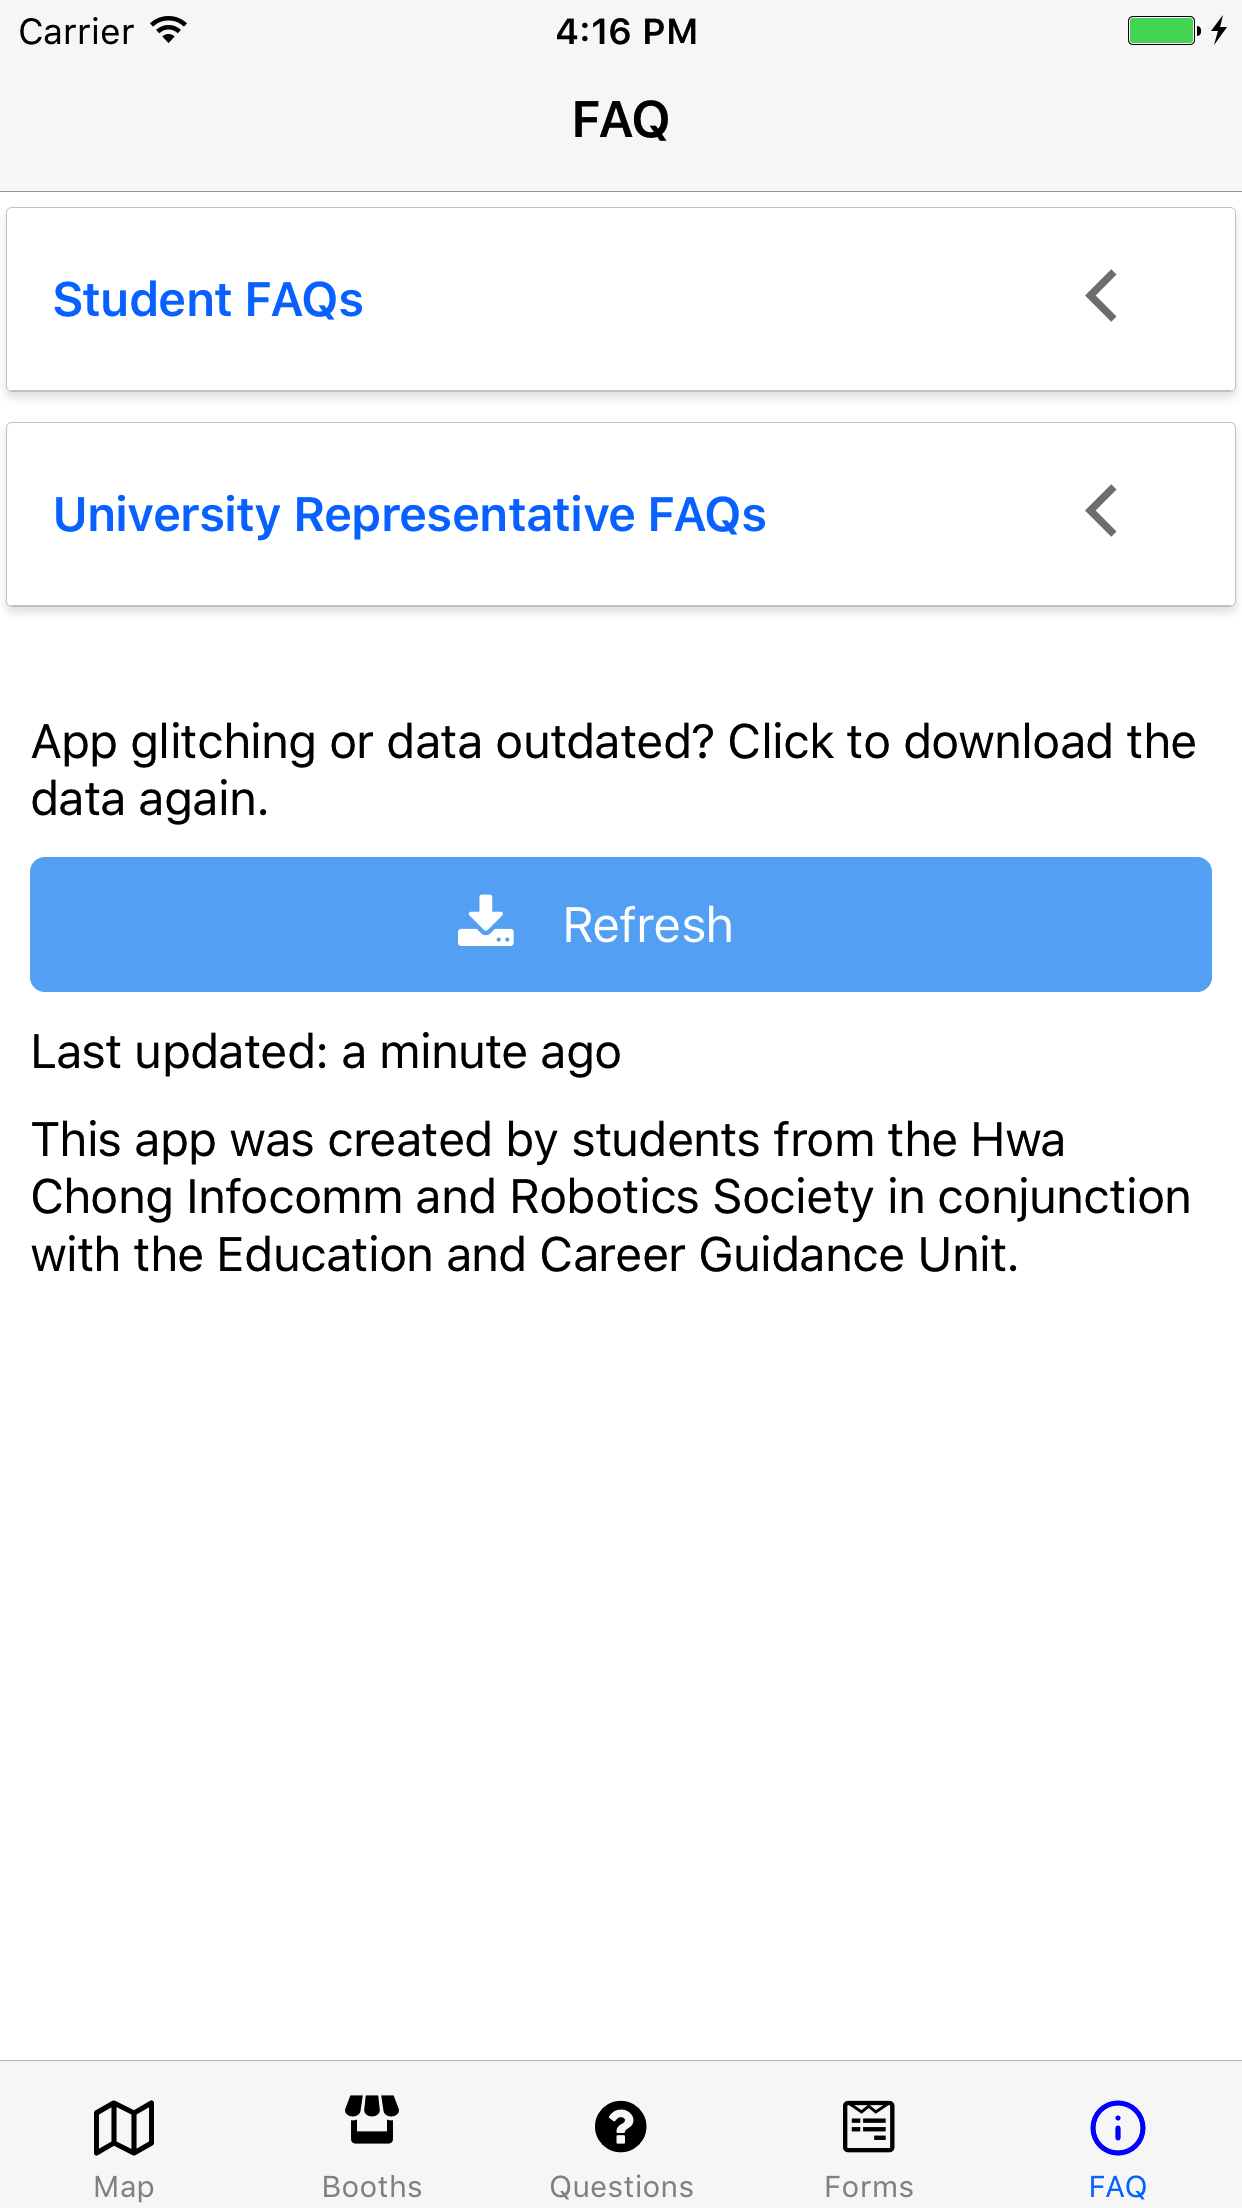 Carrier 4:16 PM
FAQ
Student FAQs
University Representative FAQs
App glitching or data outdated? Click to download the
data again.
Refresh
Last updated: a minute ago
This app was created by students from the Hwa
Chong Infocomm and Robotics Society in conjunction
with the Education and Career Guidance Unit.
Map Booths Questions Forms FAQ